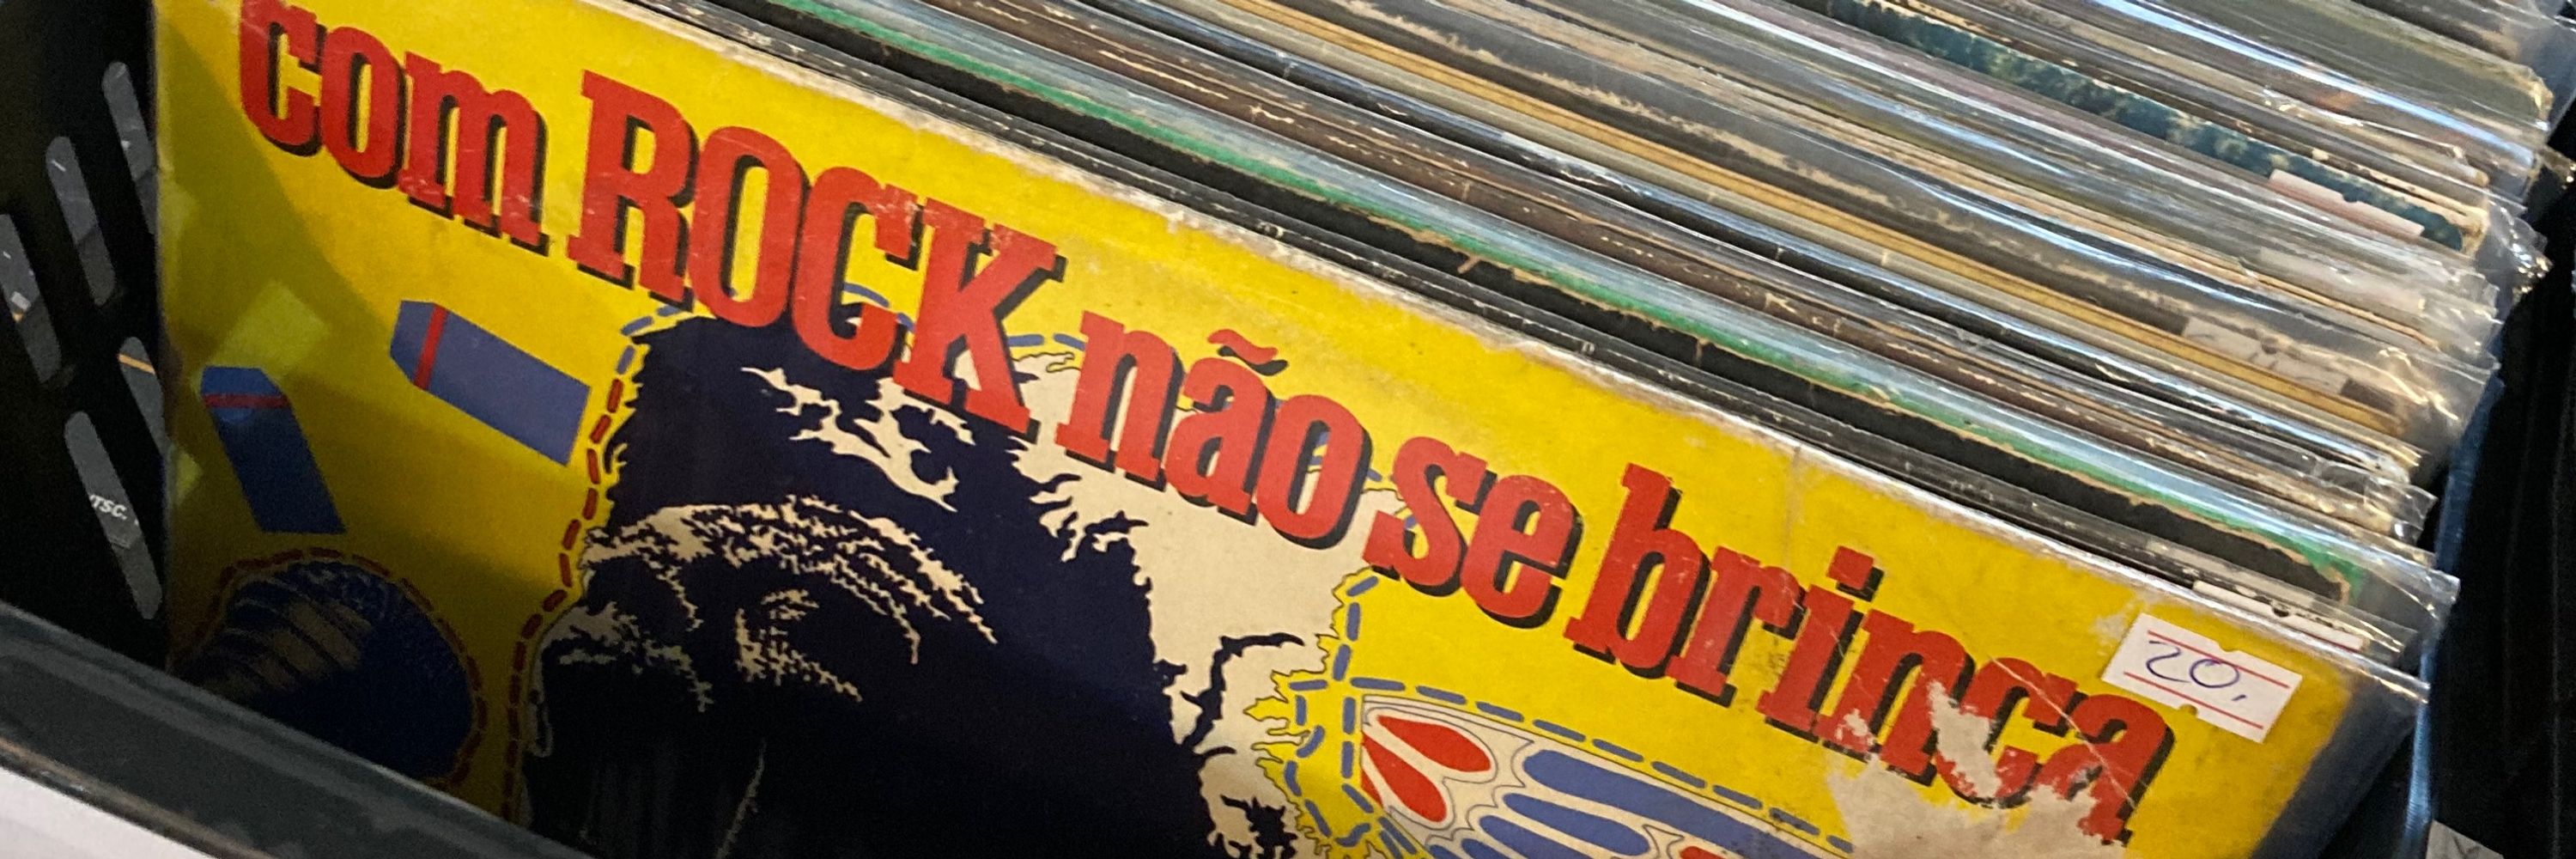 com ROCK não se brinca
20,